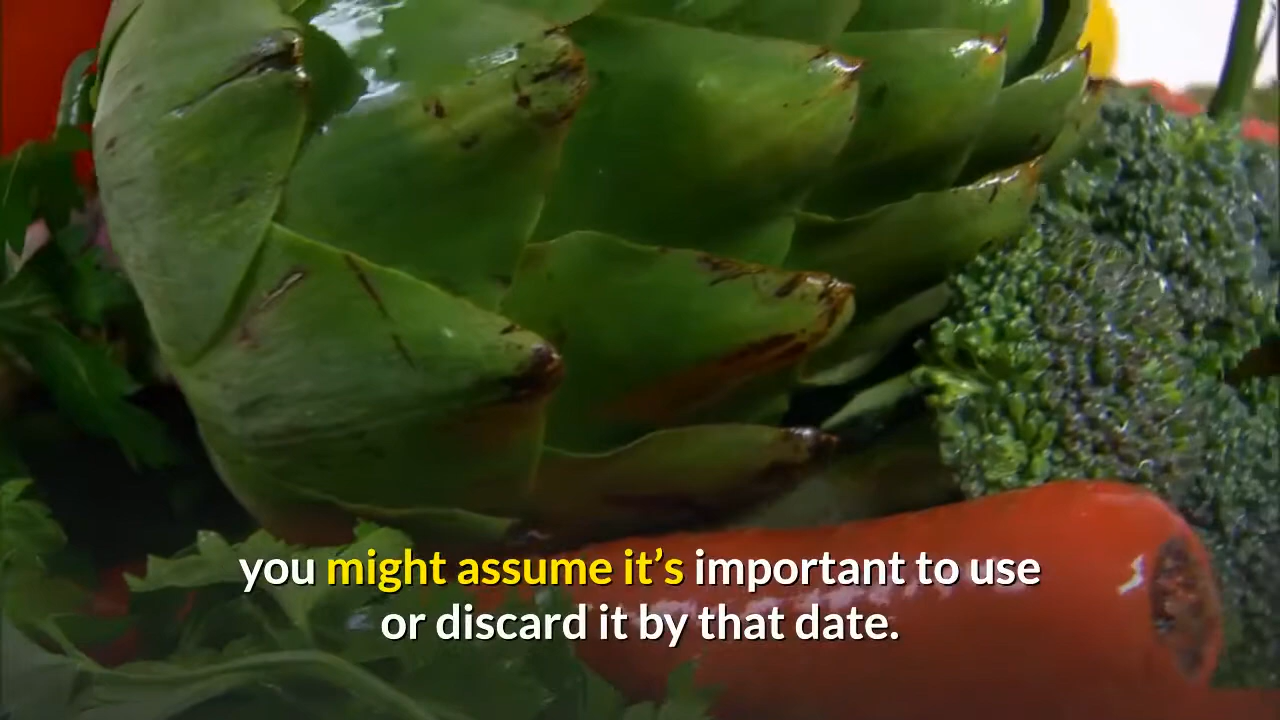 you might assume it’s important to use
or discard it by that date.